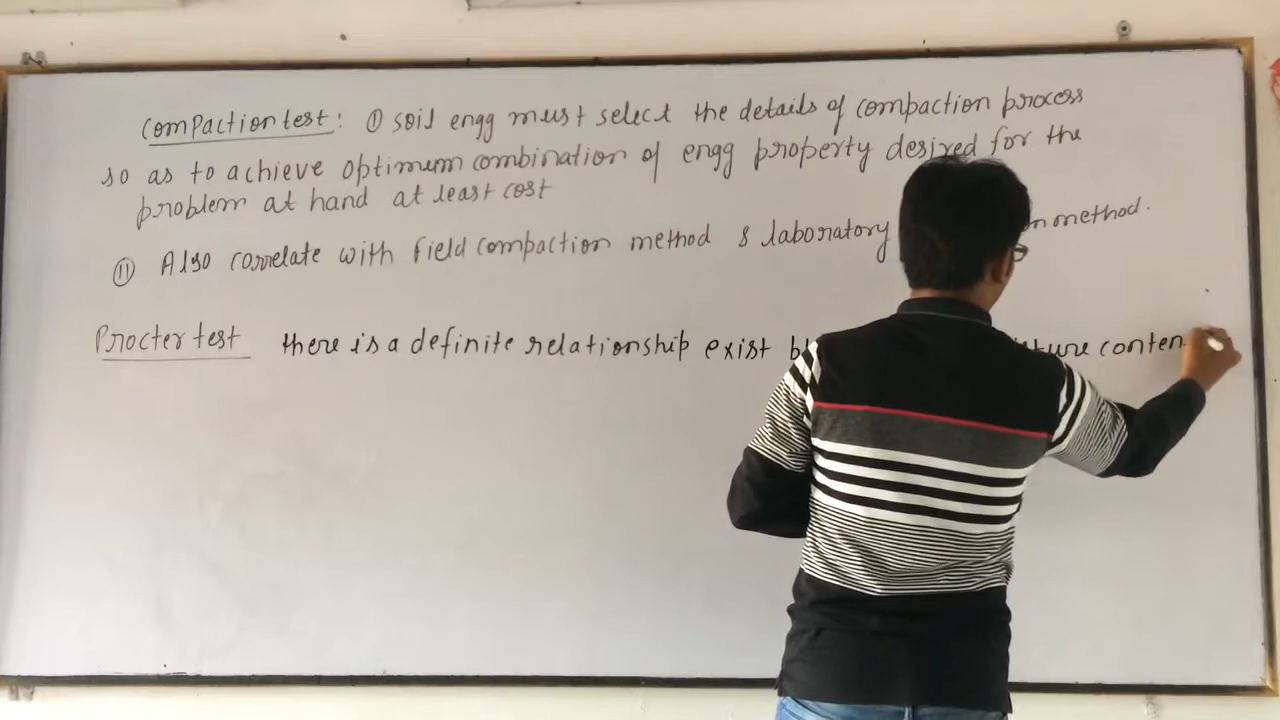 Compaction test: ① soil engg must select the details of compaction process
so as to achieve optimum combination of engg property desired for the
problem at hand at least cost
⑪ Also correlate with field compaction method & laboratory method.
Procter test there is a definite relationship exist conten